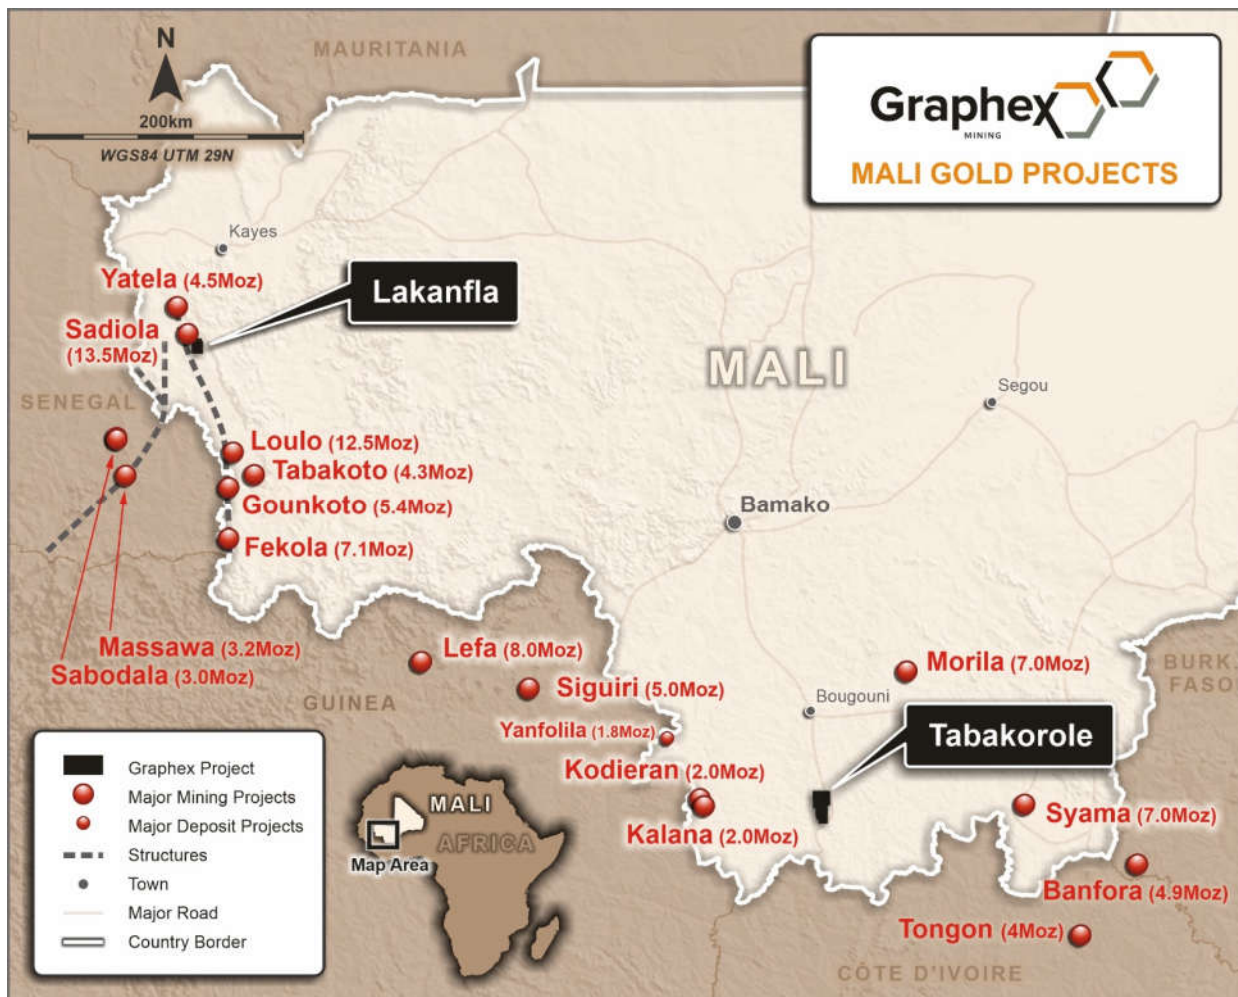 MAURITANIA
N
200km
WGS84 UTM 29N
Graphex
MINING
MALI GOLD PROJECTS
Kayes
Yatela (4.5Moz)
Lakanfla
Sadiola
(13.5Moz)
MALI
Segou
SENEGAL
Loulo (12.5Moz)
Tabakoto (4.3Moz)
Gounkoto (5.4Moz)
Bamako
Fekola (7.1Moz)
Massawa (3.2Moz)
Sabodala (3.0Moz)
Lefa (8.0Moz)
Morila (7.0Moz)
BURK.
FASO
Siguiri (5.0Moz)
GUINEA
Bougouni
Yanfolila (1.8Moz)
Tabakorole
Kodieran (2.0Moz)
Kalana (2.0Moz)
Syama (7.0Moz)
Banfora (4.9Moz)
Tongon (4Moz)
CÔTE D'IVOIRE
Graphex Project
Major Mining Projects
Major Deposit Projects
Structures
Town
Major Road
Country Border
MALI
AFRICA
Map Area